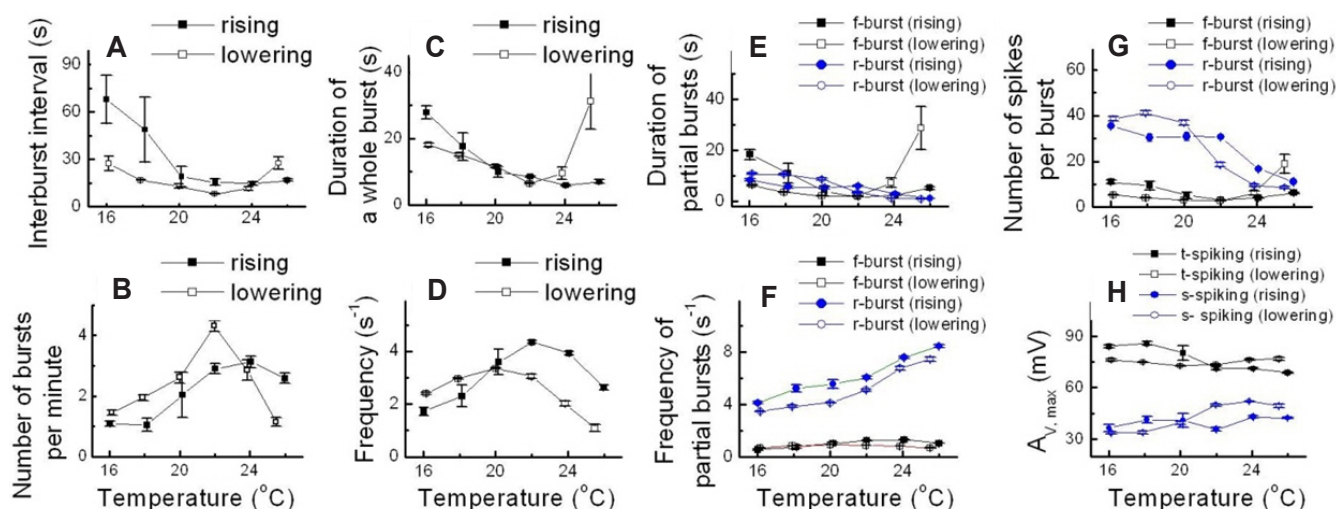 A
rising
lowering
Interburst interval (s)
90
60
30
0
16 20 24
C
rising
lowering
Duration of
a whole burst (s)
40
20
0
16 20 24
E
f-burst (rising)
f-burst (lowering)
r-burst (rising)
r-burst (lowering)
Duration of
partial bursts (s)
40
20
0
16 20 24
G
f-burst (rising)
f-burst (lowering)
r-burst (rising)
r-burst (lowering)
Number of spikes
per burst
60
40
20
0
16 20 24
B
rising
lowering
Number of bursts
per minute
4
2
0
16 20 24
Temperature (°C)
D
rising
lowering
Frequency (s⁻¹)
4
2
0
16 20 24
Temperature (°C)
F
f-burst (rising)
f-burst (lowering)
r-burst (rising)
r-burst (lowering)
Frequency of
partial bursts (s⁻¹)
8
4
0
16 20 24
Temperature (°C)
H
t-spiking (rising)
t-spiking (lowering)
s-spiking (rising)
s- spiking (lowering)
A V, max (mV)
90
60
30
16 20 24
Temperature (°C)